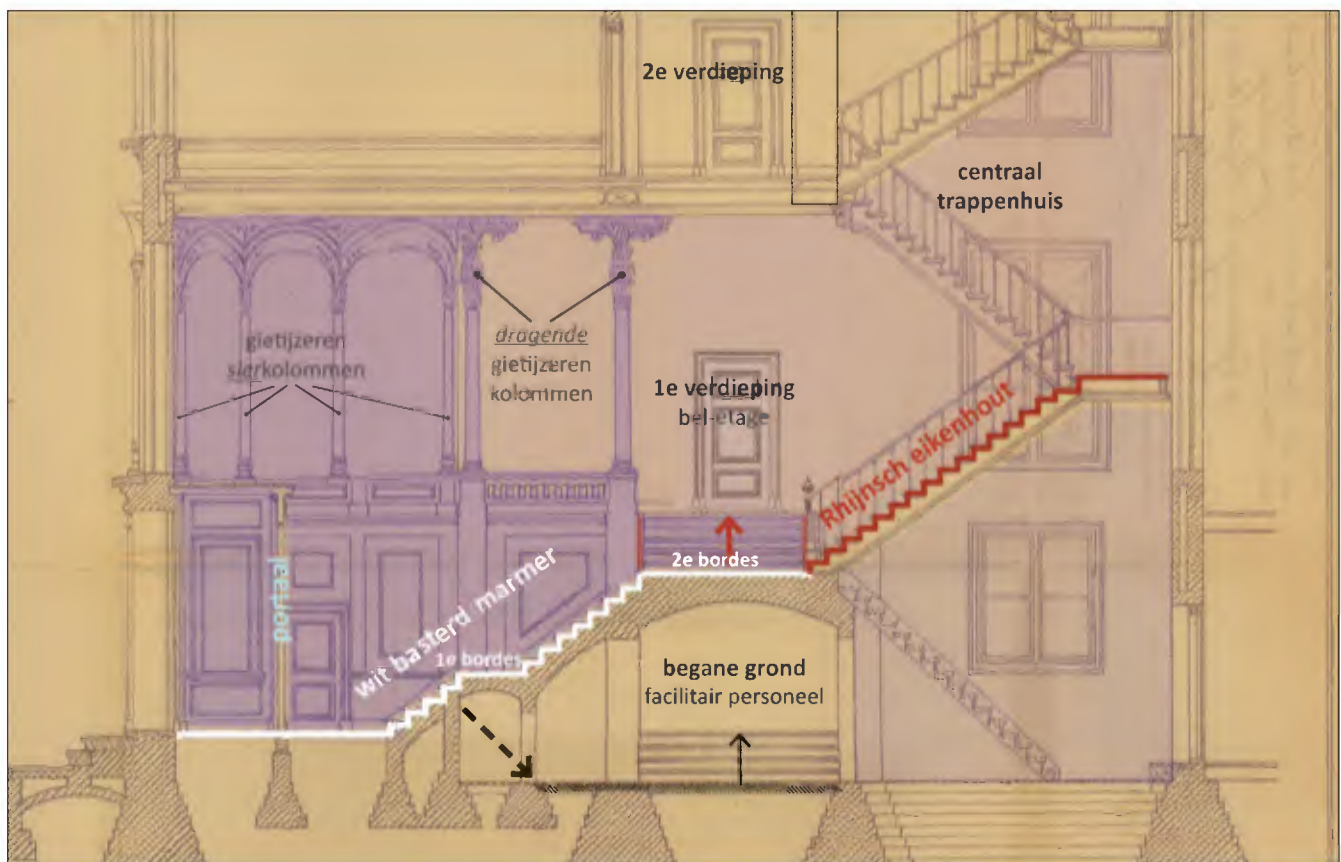 2e verdieping
centraal
trappenhuis
gietijzeren
sierkolommen
dragende
gietijzeren
kolommen
1e verdieping
bel-etage
Rhijnsch eikenhout
portaal
wit basterd marmer
1e bordes
2e bordes
begane grond
facilitair personeel